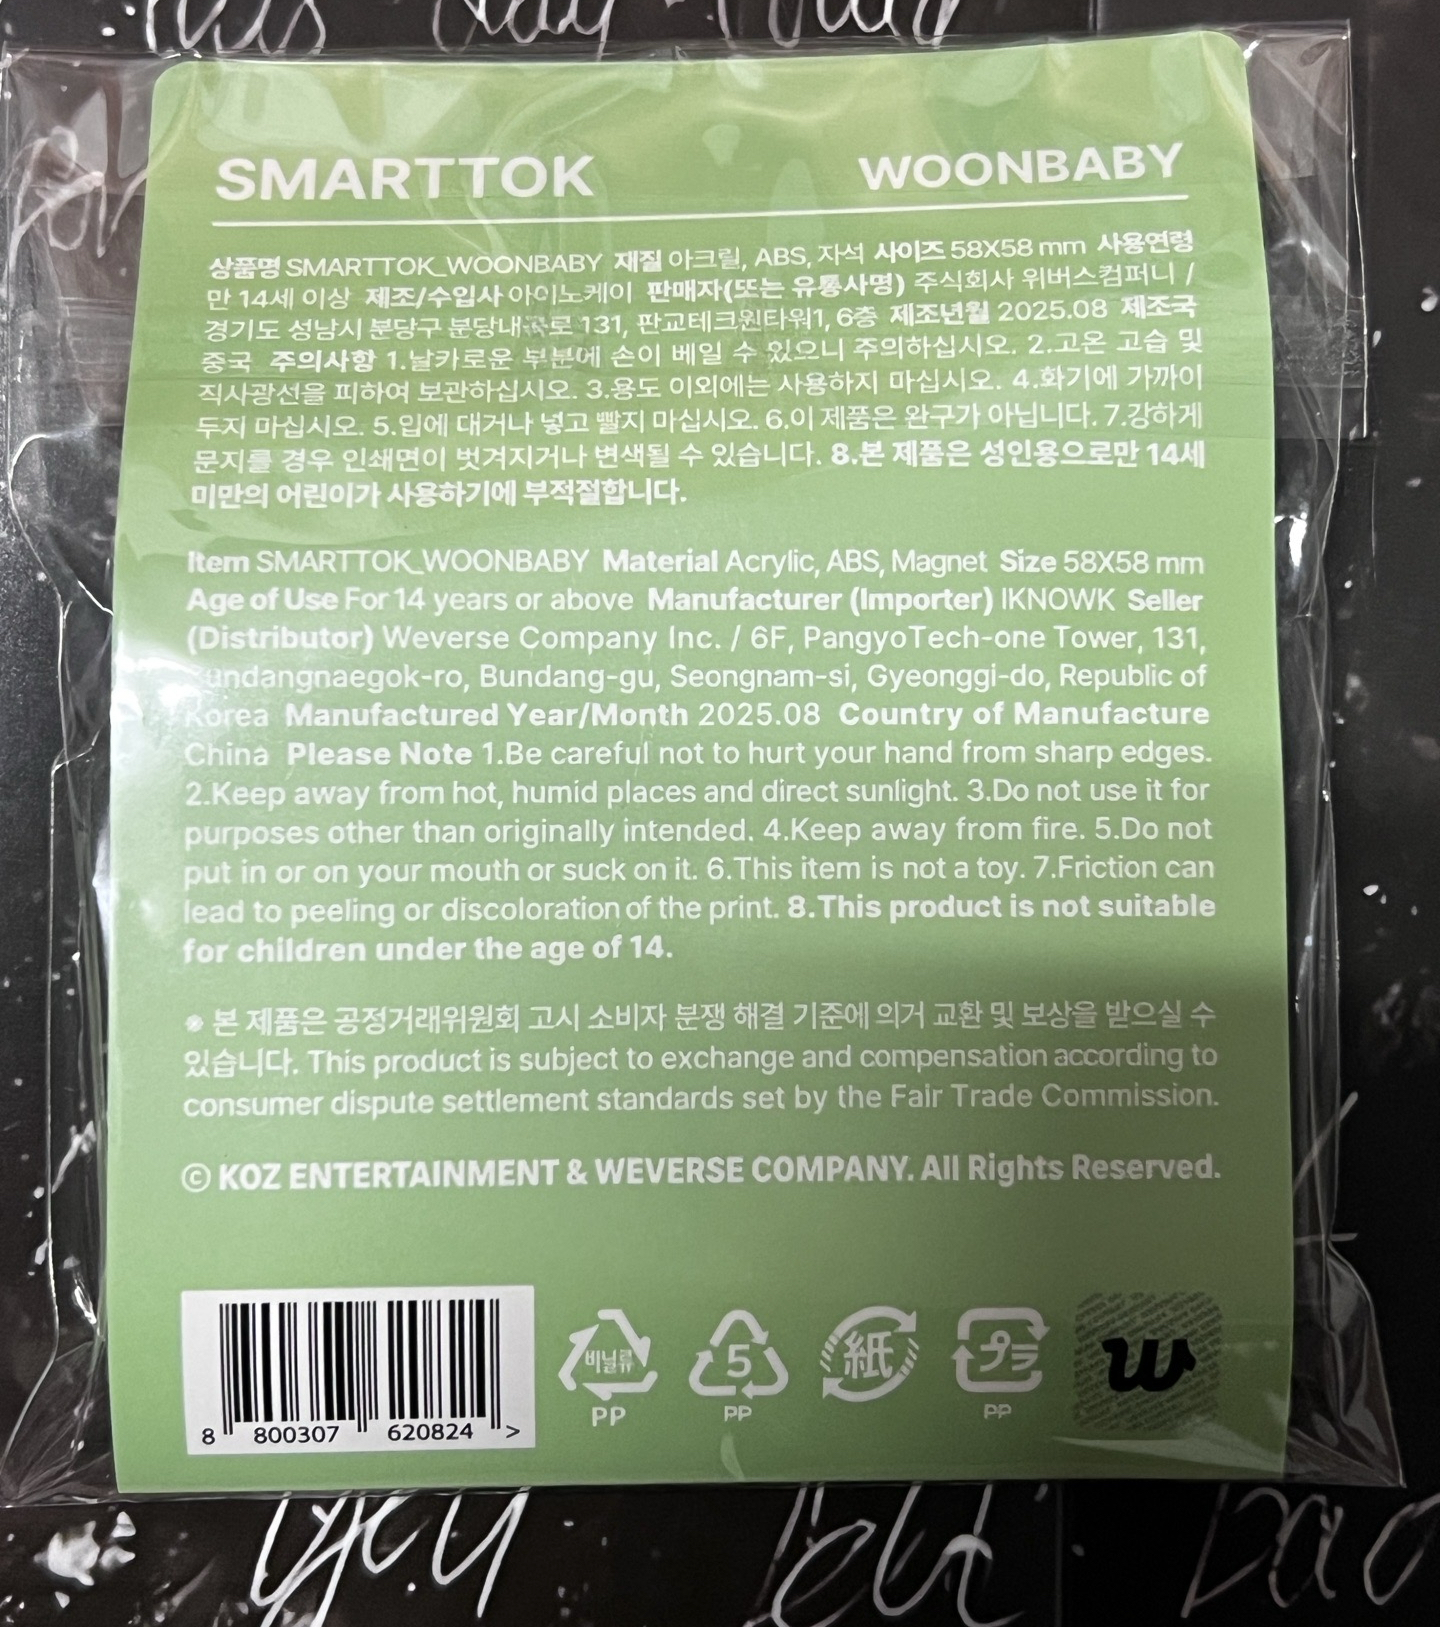 SMARTTOK WOONBABY
상품명 SMARTTOK_WOONBABY 재질 아크릴, ABS, 자석 사이즈 58X58 mm 사용연령
만 14세 이상 제조/수입사 아이노케이 판매자(또는 유통사명) 주식회사 위버스컴퍼니 /
경기도 성남시 분당구 분당내곡로 131, 판교테크원타워1, 6층 제조년월 2025.08 제조국
중국 주의사항 1.날카로운 부분에 손이 베일 수 있으니 주의하십시오. 2.고온 고습 및
직사광선을 피하여 보관하십시오. 3.용도 이외에는 사용하지 마십시오. 4.화기에 가까이
두지 마십시오. 5.입에 대거나 넣고 빨지 마십시오. 6.이 제품은 완구가 아닙니다. 7.강하게
문지를 경우 인쇄면이 벗겨지거나 변색될 수 있습니다. 8.본 제품은 성인용으로만 14세
미만의 어린이가 사용하기에 부적절합니다.
Item SMARTTOK_WOONBABY Material Acrylic, ABS, Magnet Size 58X58 mm
Age of Use For 14 years or above Manufacturer (Importer) IKNOWK Seller
(Distributor) Weverse Company Inc. / 6F, PangyoTech-one Tower, 131,
Bundangnaegok-ro, Bundang-gu, Seongnam-si, Gyeonggi-do, Republic of
Korea Manufactured Year/Month 2025.08 Country of Manufacture
China Please Note 1.Be careful not to hurt your hand from sharp edges.
2.Keep away from hot, humid places and direct sunlight. 3.Do not use it for
purposes other than originally intended. 4.Keep away from fire. 5.Do not
put in or on your mouth or suck on it. 6.This item is not a toy. 7.Friction can
lead to peeling or discoloration of the print. 8.This product is not suitable
for children under the age of 14.
※ 본 제품은 공정거래위원회 고시 소비자 분쟁 해결 기준에 의거 교환 및 보상을 받으실 수
있습니다. This product is subject to exchange and compensation according to
consumer dispute settlement standards set by the Fair Trade Commission.
© KOZ ENTERTAINMENT & WEVERSE COMPANY. All Rights Reserved.
비닐류 5 紙 プラ w
PP PP PP
8 800307 620824 >